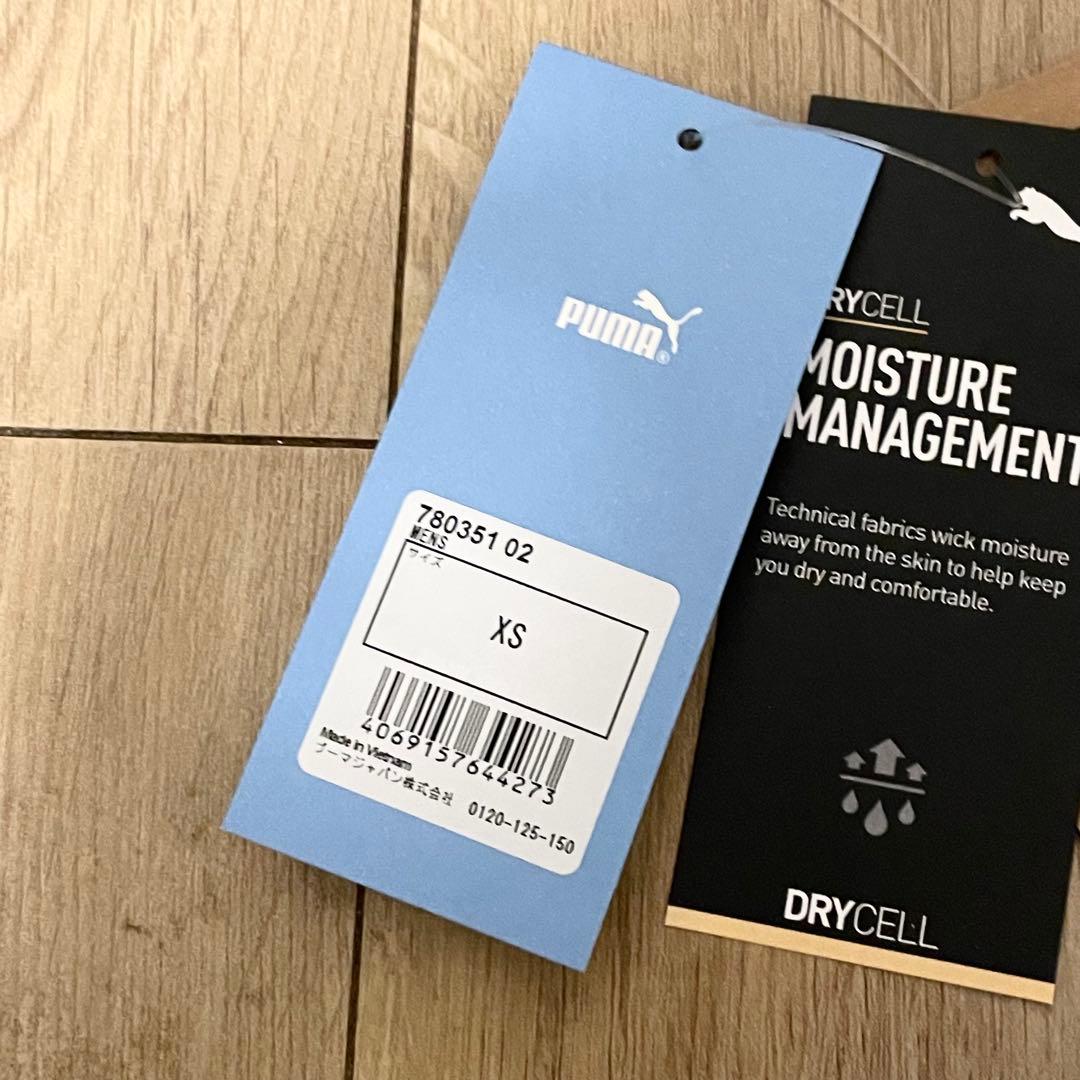 PUMA®
780351 02
MENS
サイズ
XS
4069157644273
Made in Vietnam
プーマジャパン株式会社 0120-125-150
RYCELL
MOISTURE
MANAGEMENT
Technical fabrics wick moisture
away from the skin to help keep
you dry and comfortable.
DRYCELL